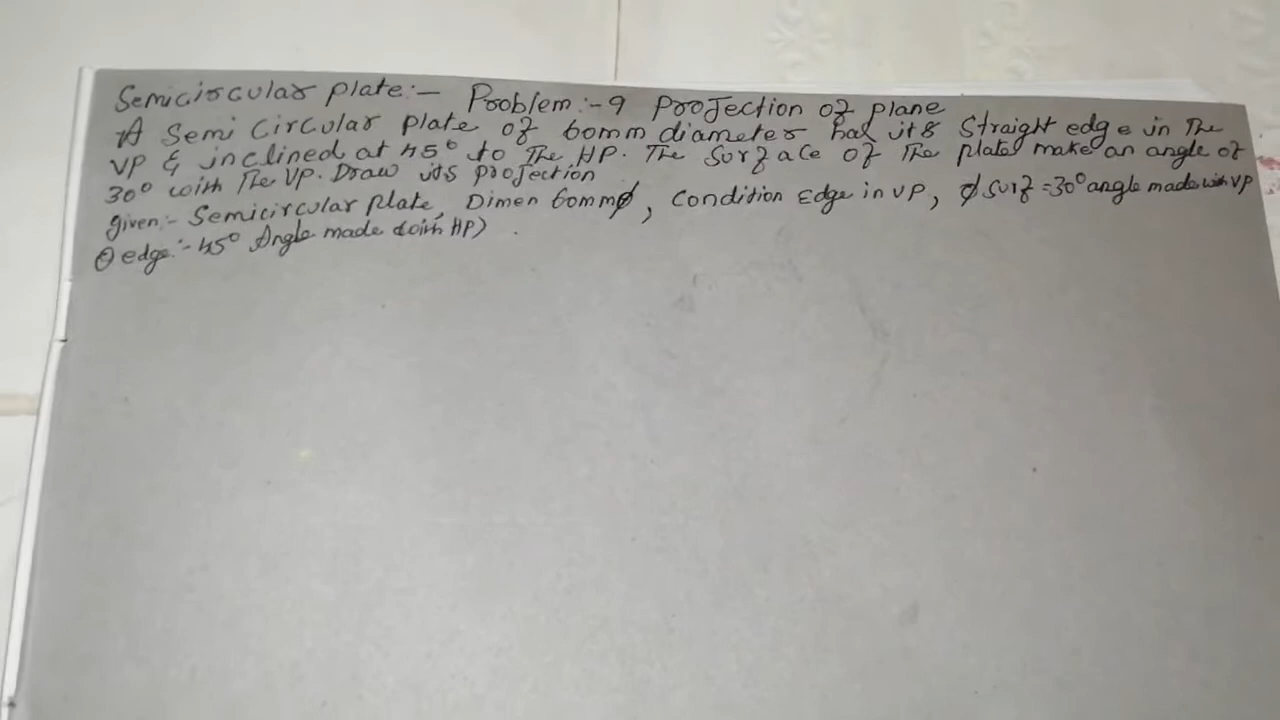 Semicircular plate:- Problem:-9 Projection of plane
A Semi Circular plate of 60mm diameter has its Straight edge in The
VP & inclined at 45° to The HP. The Surface of The plate make an angle of
30° with The VP. Draw its projection
given:- Semicircular plate, Dimen 60mmϕ, Condition Edge in VP, ϕ surf =30° angle made with VP
θ edge:- 45° Angle made with HP)